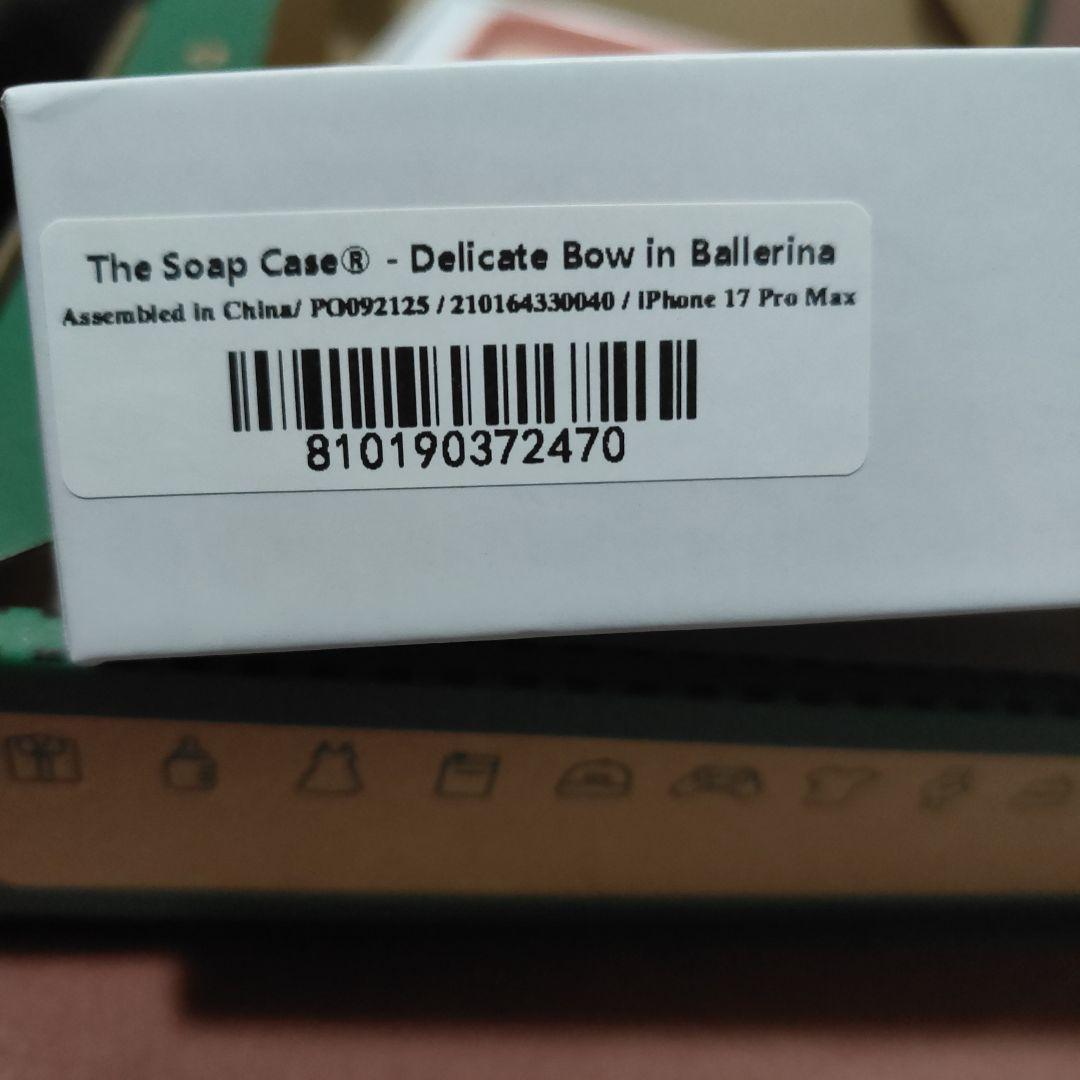 The Soap Case® - Delicate Bow in Ballerina
Assembled in China/ PO092125 / 210164330040 / iPhone 17 Pro Max
810190372470